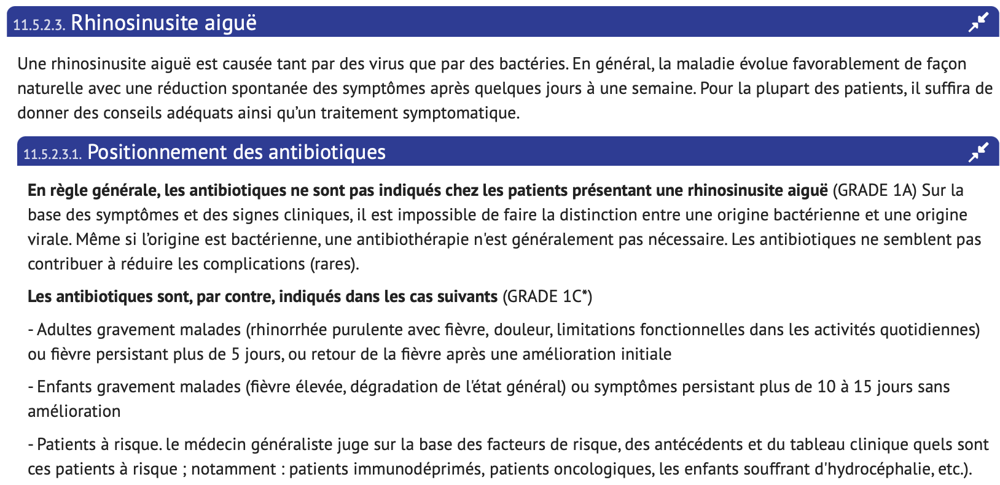 11.5.2.3. Rhinosinusite aiguë
Une rhinosinusite aiguë est causée tant par des virus que par des bactéries. En général, la maladie évolue favorablement de façon
naturelle avec une réduction spontanée des symptômes après quelques jours à une semaine. Pour la plupart des patients, il suffira de
donner des conseils adéquats ainsi qu’un traitement symptomatique.
11.5.2.3.1. Positionnement des antibiotiques
En règle générale, les antibiotiques ne sont pas indiqués chez les patients présentant une rhinosinusite aiguë (GRADE 1A) Sur la
base des symptômes et des signes cliniques, il est impossible de faire la distinction entre une origine bactérienne et une origine
virale. Même si l’origine est bactérienne, une antibiothérapie n'est généralement pas nécessaire. Les antibiotiques ne semblent pas
contribuer à réduire les complications (rares).
Les antibiotiques sont, par contre, indiqués dans les cas suivants (GRADE 1C*)
- Adultes gravement malades (rhinorrhée purulente avec fièvre, douleur, limitations fonctionnelles dans les activités quotidiennes)
ou fièvre persistant plus de 5 jours, ou retour de la fièvre après une amélioration initiale
- Enfants gravement malades (fièvre élevée, dégradation de l'état général) ou symptômes persistant plus de 10 à 15 jours sans
amélioration
- Patients à risque. le médecin généraliste juge sur la base des facteurs de risque, des antécédents et du tableau clinique quels sont
ces patients à risque ; notamment : patients immunodéprimés, patients oncologiques, les enfants souffrant d'hydrocéphalie, etc.).